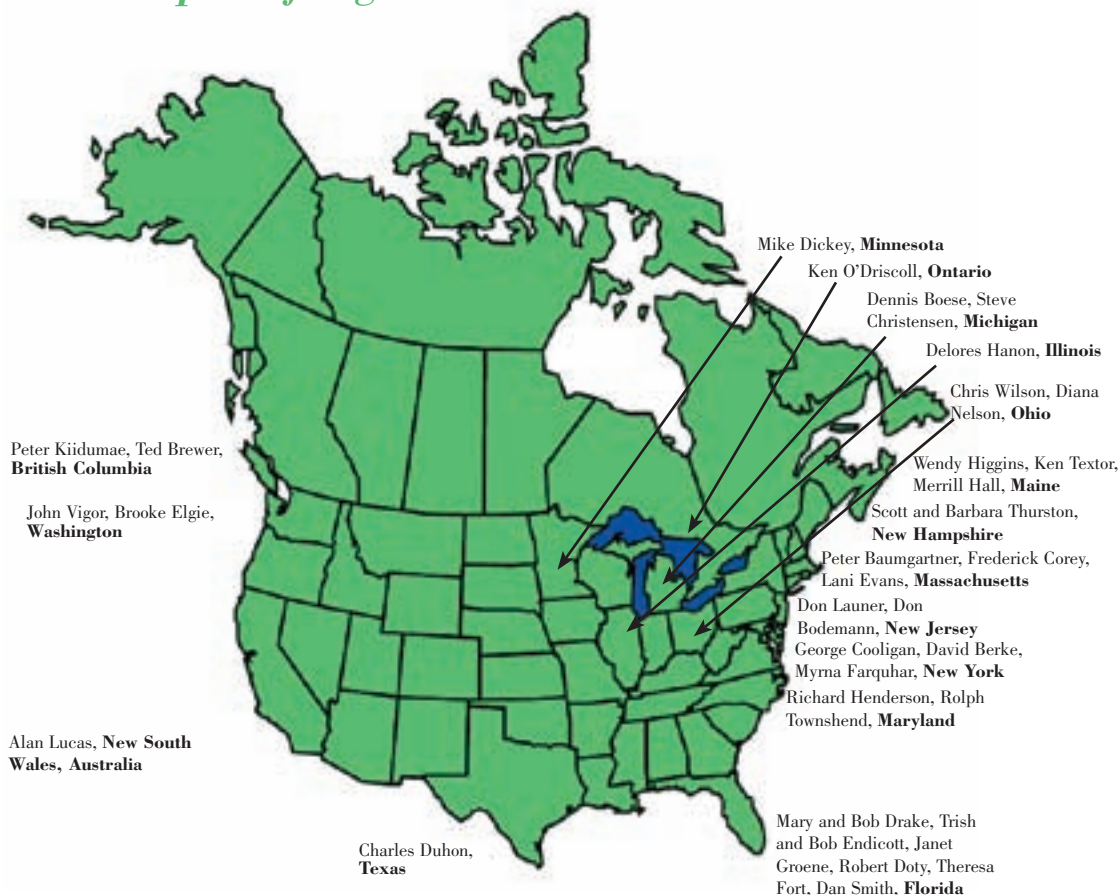 Mike Dickey, Minnesota
Ken O'Driscoll, Ontario
Dennis Boese, Steve
Christensen, Michigan
Delores Hanon, Illinois
Chris Wilson, Diana
Nelson, Ohio
Peter Kiidumae, Ted Brewer,
British Columbia
Wendy Higgins, Ken Textor,
Merrill Hall, Maine
John Vigor, Brooke Elgie,
Washington
Scott and Barbara Thurston,
New Hampshire
Peter Baumgartner, Frederick Corey,
Lani Evans, Massachusetts
Don Launer, Don
Bodemann, New Jersey
George Cooligan, David Berke,
Myrna Farquhar, New York
Richard Henderson, Rolph
Townshend, Maryland
Alan Lucas, New South
Wales, Australia
Charles Duhon,
Texas
Mary and Bob Drake, Trish
and Bob Endicott, Janet
Groene, Robert Doty, Theresa
Fort, Dan Smith, Florida